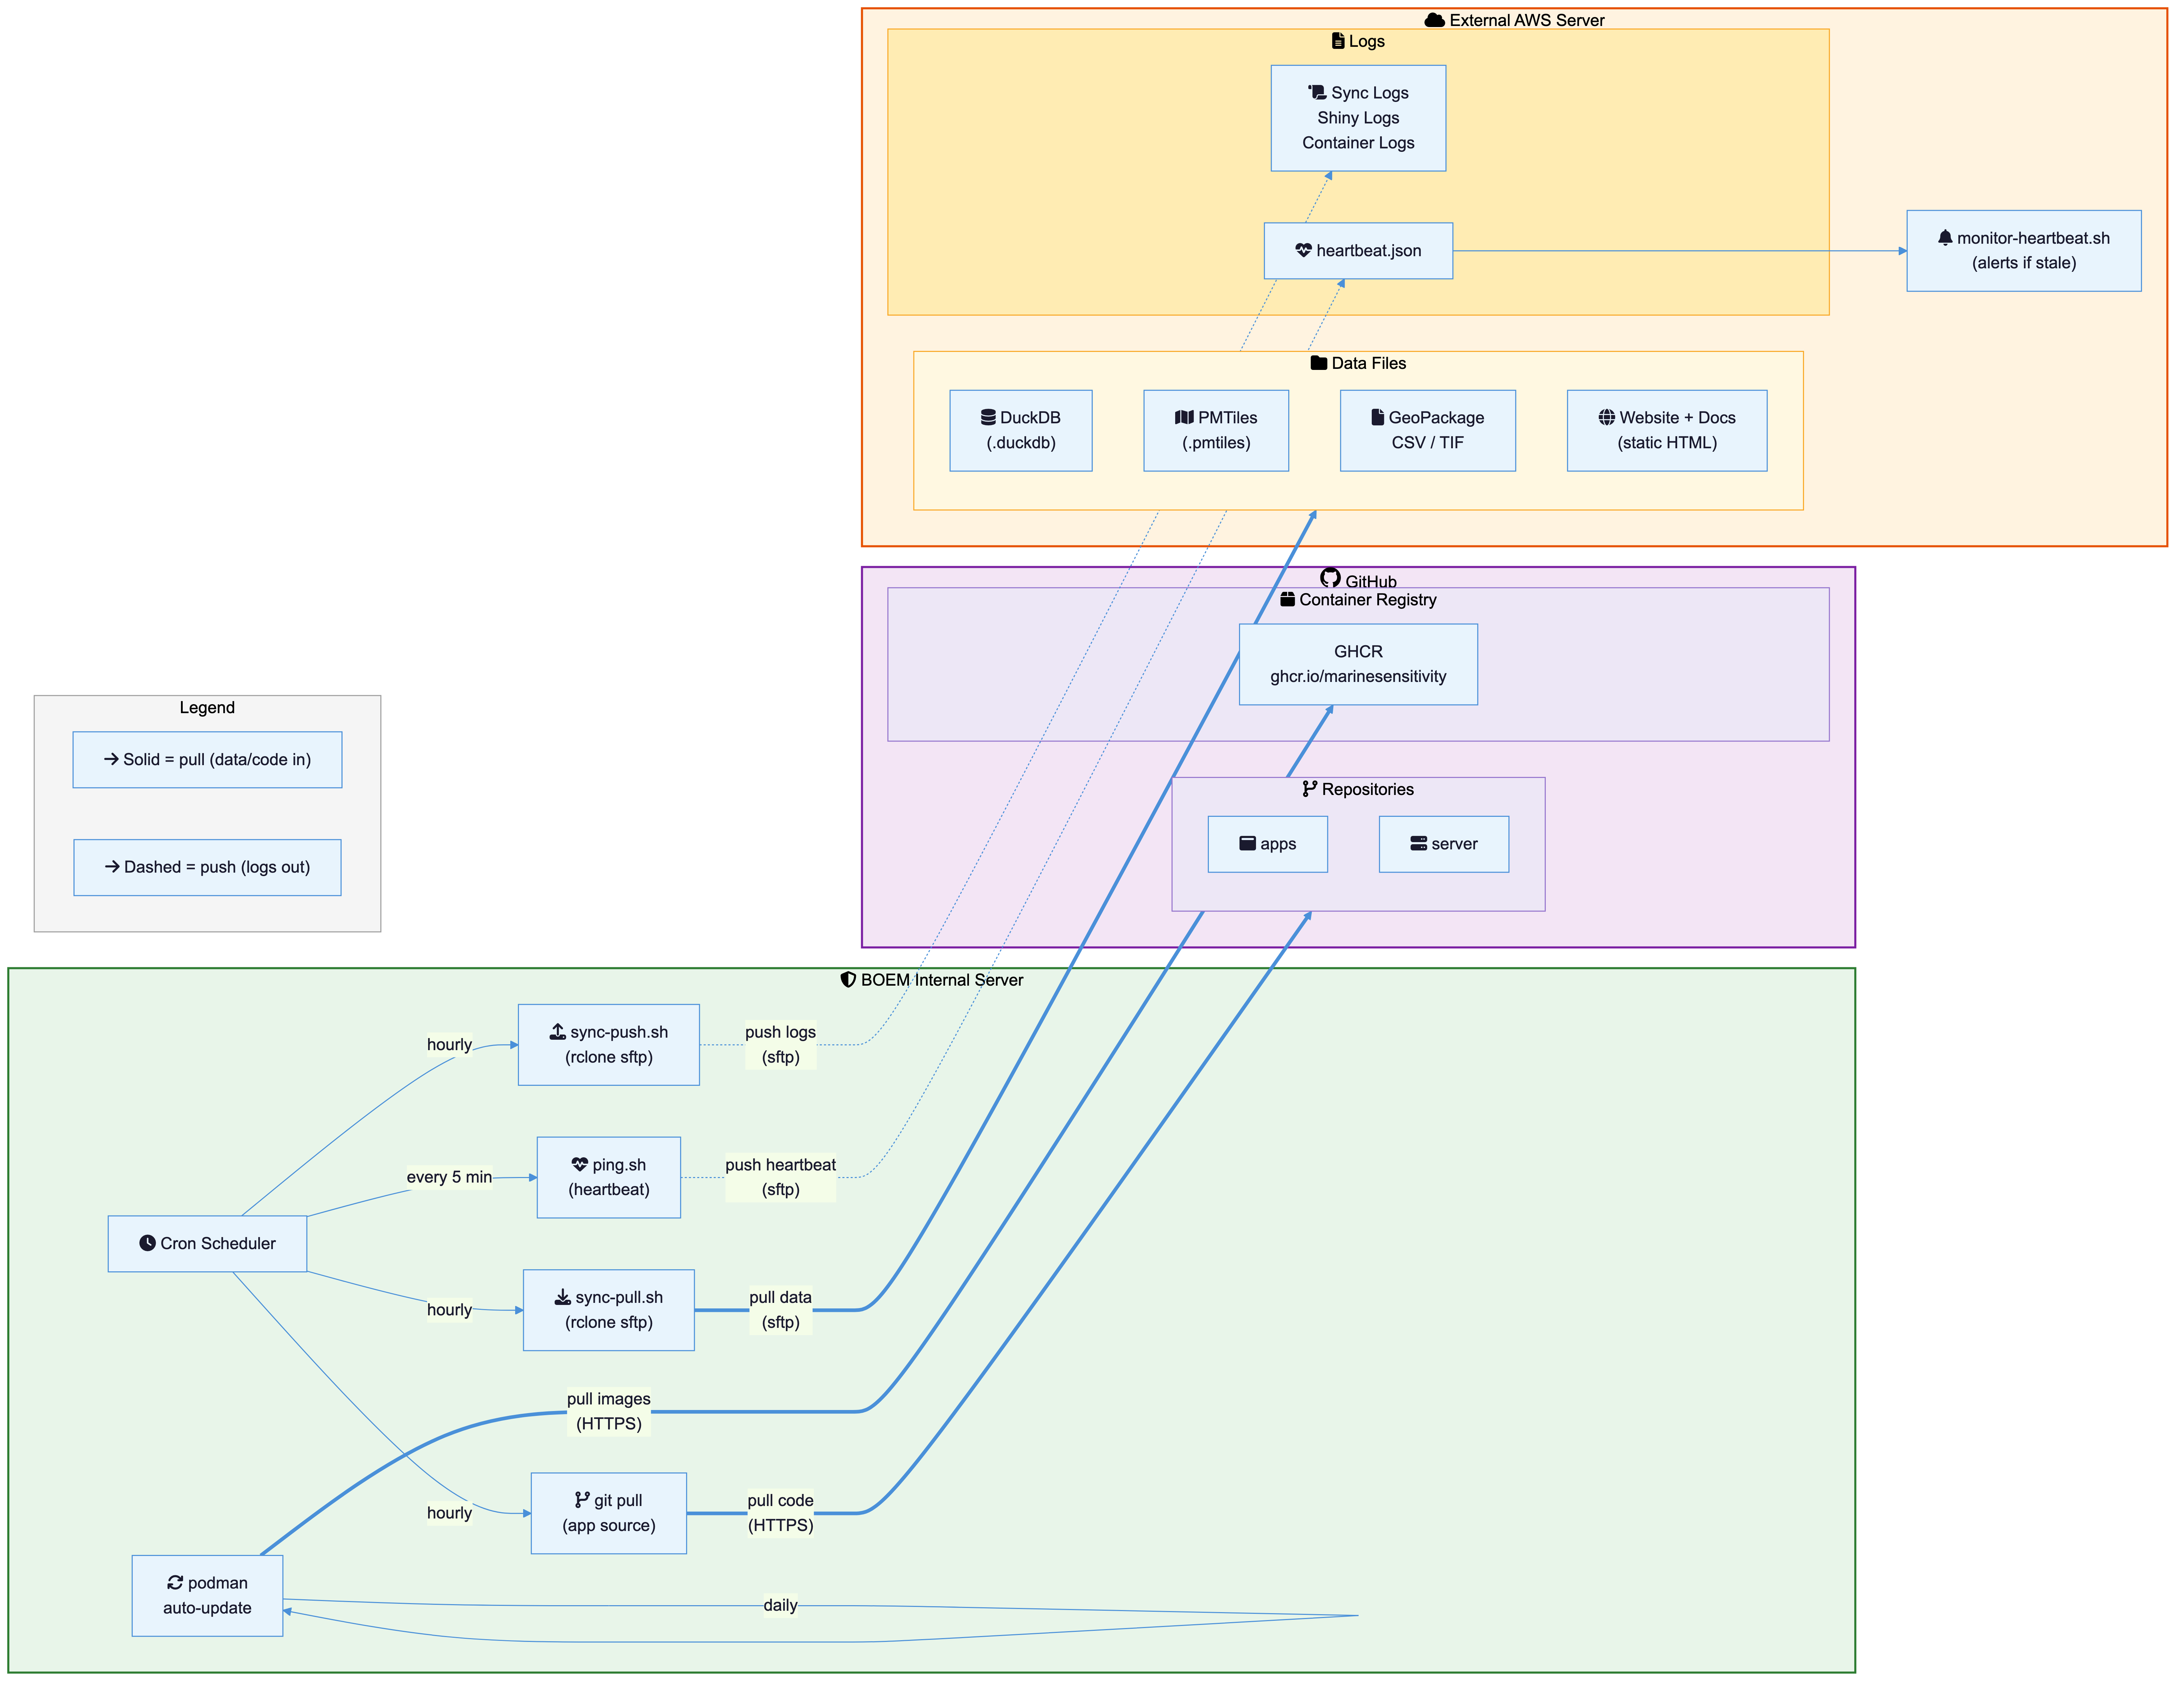 External AWS Server
Logs
Sync Logs
Shiny Logs
Container Logs
heartbeat.json
monitor-heartbeat.sh
(alerts if stale)
Data Files
DuckDB
(.duckdb)
PMTiles
(.pmtiles)
GeoPackage
CSV / TIF
Website + Docs
(static HTML)
GitHub
Container Registry
GHCR
ghcr.io/marinesensitivity
Repositories
apps
server
Legend
Solid = pull (data/code in)
Dashed = push (logs out)
BOEM Internal Server
hourly
sync-push.sh
(rclone sftp)
push logs
(sftp)
every 5 min
ping.sh
(heartbeat)
push heartbeat
(sftp)
Cron Scheduler
hourly
sync-pull.sh
(rclone sftp)
pull data
(sftp)
pull images
(HTTPS)
hourly
git pull
(app source)
pull code
(HTTPS)
podman
auto-update
daily